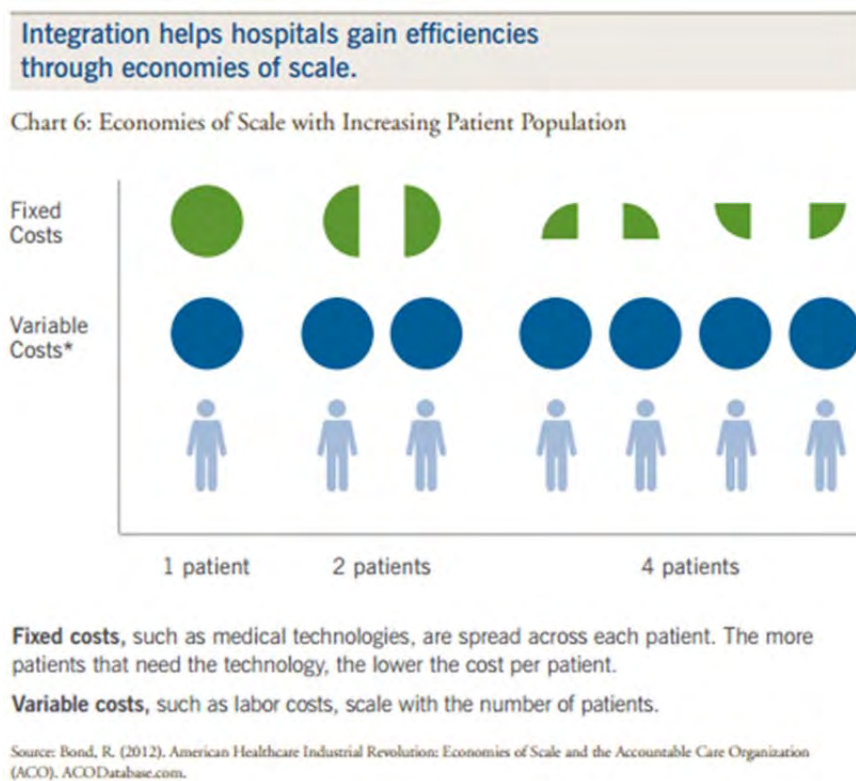 Integration helps hospitals gain efficiencies
through economies of scale.
Chart 6: Economies of Scale with Increasing Patient Population
Fixed
Costs
Variable
Costs*
1 patient 2 patients 4 patients
Fixed costs, such as medical technologies, are spread across each patient. The more
patients that need the technology, the lower the cost per patient.
Variable costs, such as labor costs, scale with the number of patients.
Source: Bond, R. (2012). American Healthcare Industrial Revolution: Economies of Scale and the Accountable Care Organization
(ACO). ACODatabase.com.